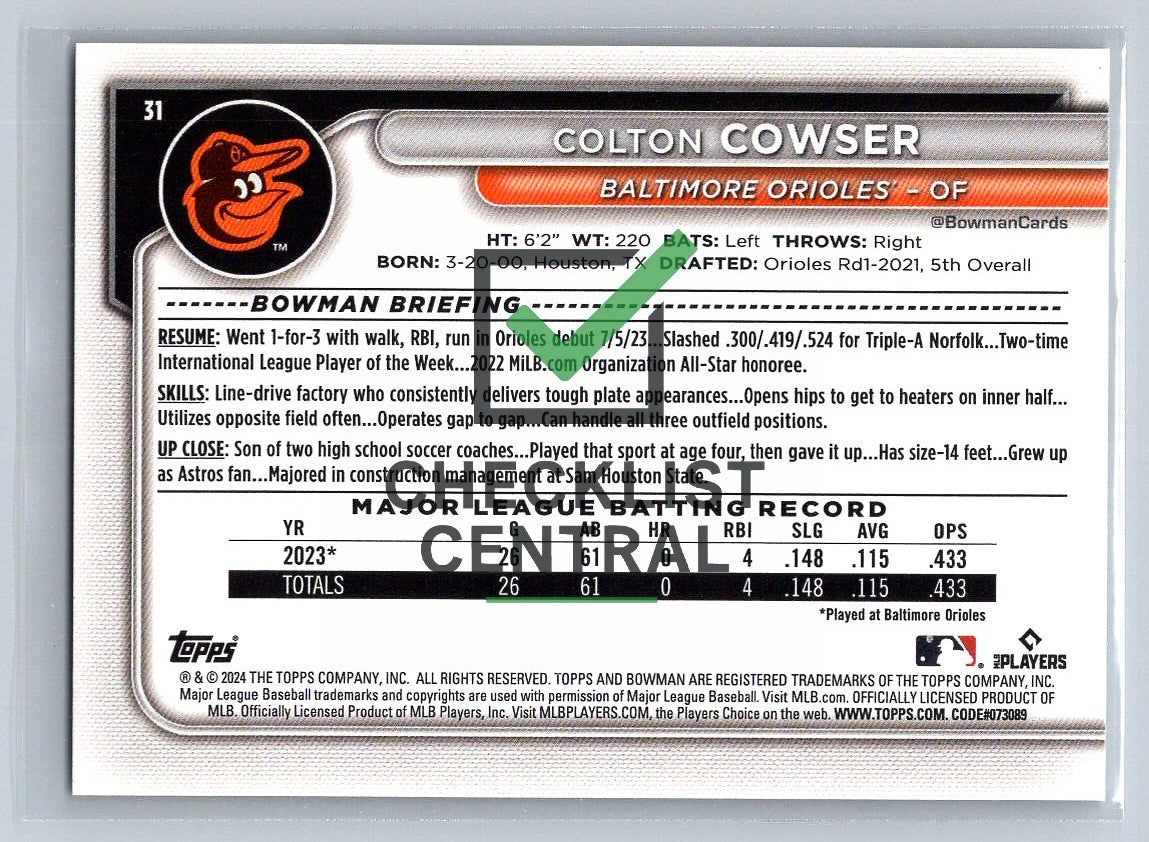 31
COLTON COWSER
BALTIMORE ORIOLES - OF
@BowmanCards
HT: 6'2" WT: 220 BATS: Left THROWS: Right
BORN: 3-20-00, Houston, TX DRAFTED: Orioles Rd1-2021, 5th Overall
TM
BOWMAN BRIEFING
RESUME: Went 1-for-3 with walk, RBI, run in Orioles debut 7/5/23...Slashed .300/.419/.524 for Triple-A Norfolk...Two-time
International League Player of the Week...2022 MiLB.com Organization All-Star honoree.
SKILLS: Line-drive factory who consistently delivers tough plate appearances...Opens hips to get to heaters on inner half...
Utilizes opposite field often...Operates gap to gap...Can handle all three outfield positions.
UP CLOSE: Son of two high school soccer coaches...Played that sport at age four, then gave it up...Has size-14 feet...Grew up
as Astros fan...Majored in construction management at Sam Houston State.
CHECKLIST
CENTRAL
MAJOR LEAGUE BATTING RECORD
YR G AB HR RBI SLG AVG OPS
2023* 26 61 0 4 .148 .115 .433
TOTALS 26 61 0 4 .148 .115 .433
*Played at Baltimore Orioles
Topps® MLB PLAYERS
® & © 2024 THE TOPPS COMPANY, INC. ALL RIGHTS RESERVED. TOPPS AND BOWMAN ARE REGISTERED TRADEMARKS OF THE TOPPS COMPANY, INC.
Major League Baseball trademarks and copyrights are used with permission of Major League Baseball. Visit MLB.com. OFFICIALLY LICENSED PRODUCT OF
MLB. Officially Licensed Product of MLB Players, Inc. Visit MLBPLAYERS.COM, the Players Choice on the web. WWW.TOPPS.COM. CODE#073089